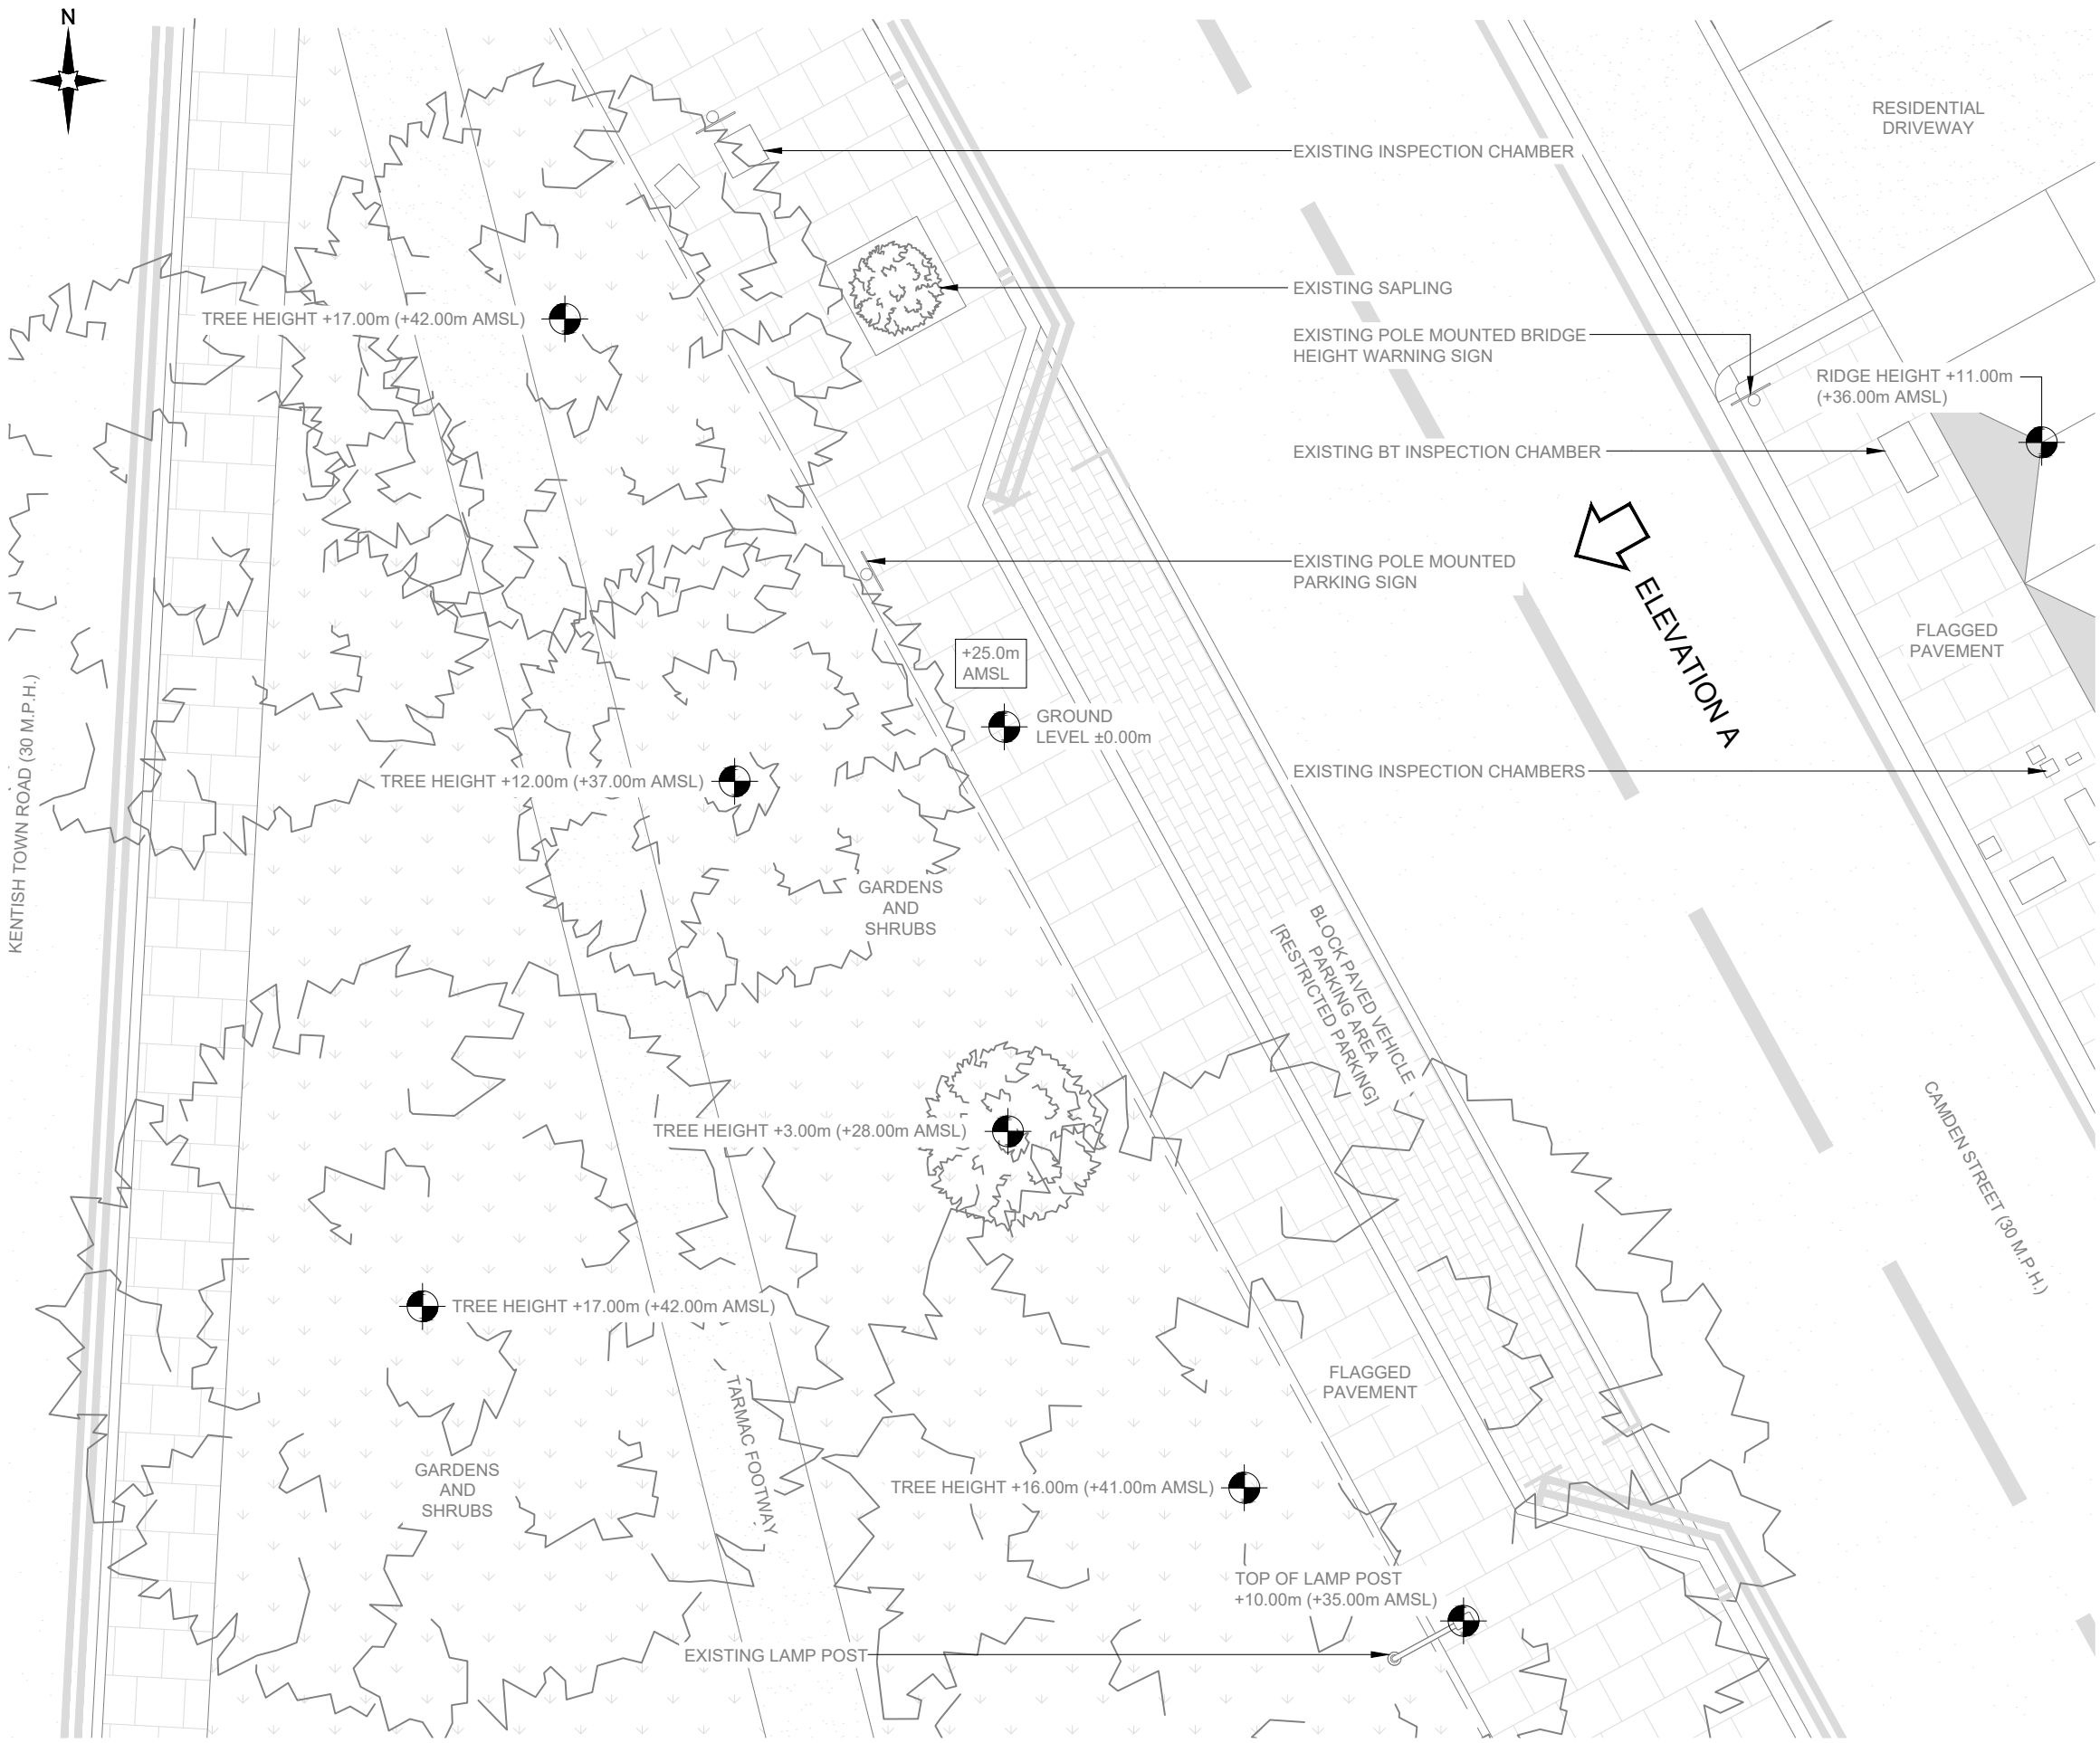 N
RESIDENTIAL
DRIVEWAY
EXISTING INSPECTION CHAMBER
EXISTING SAPLING
TREE HEIGHT +17.00m (+42.00m AMSL)
EXISTING POLE MOUNTED BRIDGE
HEIGHT WARNING SIGN
RIDGE HEIGHT +11.00m
(+36.00m AMSL)
EXISTING BT INSPECTION CHAMBER
EXISTING POLE MOUNTED
PARKING SIGN
ELEVATION A
FLAGGED
PAVEMENT
+25.0m
AMSL
GROUND
LEVEL ±0.00m
KENTISH TOWN ROAD (30 M.P.H.)
TREE HEIGHT +12.00m (+37.00m AMSL)
EXISTING INSPECTION CHAMBERS
GARDENS
AND
SHRUBS
BLOCK PAVED VEHICLE
PARKING AREA
[RESTRICTED PARKING]
TREE HEIGHT +3.00m (+28.00m AMSL)
CAMDEN STREET (30 M.P.H.)
TREE HEIGHT +17.00m (+42.00m AMSL)
FLAGGED
PAVEMENT
TARMAC FOOTWAY
GARDENS
AND
SHRUBS
TREE HEIGHT +16.00m (+41.00m AMSL)
TOP OF LAMP POST
+10.00m (+35.00m AMSL)
EXISTING LAMP POST